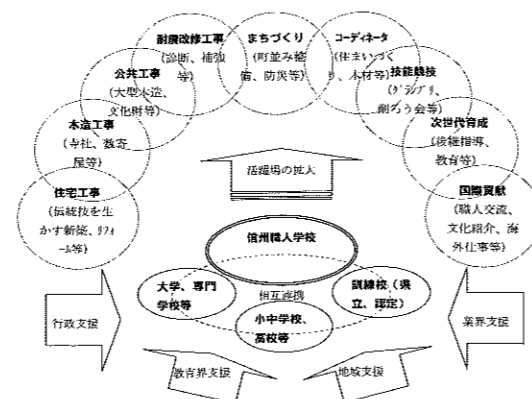 耐震改修工事
(診断、補強
等)
まちづくり
(町並み整
備、防災等)
コーディネータ
(住まいづく
り、木材等)
公共工事
(大型木造、
文化財等)
技能競技
(グランプリ、
削ろう会等)
木造工事
(寺社、数寄
屋等)
次世代育成
(後継指導、
教育等)
住宅工事
(伝統技を生
かす新築、リフォ
ーム等)
国際貢献
(職人交流、
文化紹介、海
外仕事等)
活躍場の拡大
信州職人学校
大学、専門
学校等
相互連携
訓練校(県
立、認定)
小中学校、
高校等
行政支援
業界支援
教育界支援
地域支援